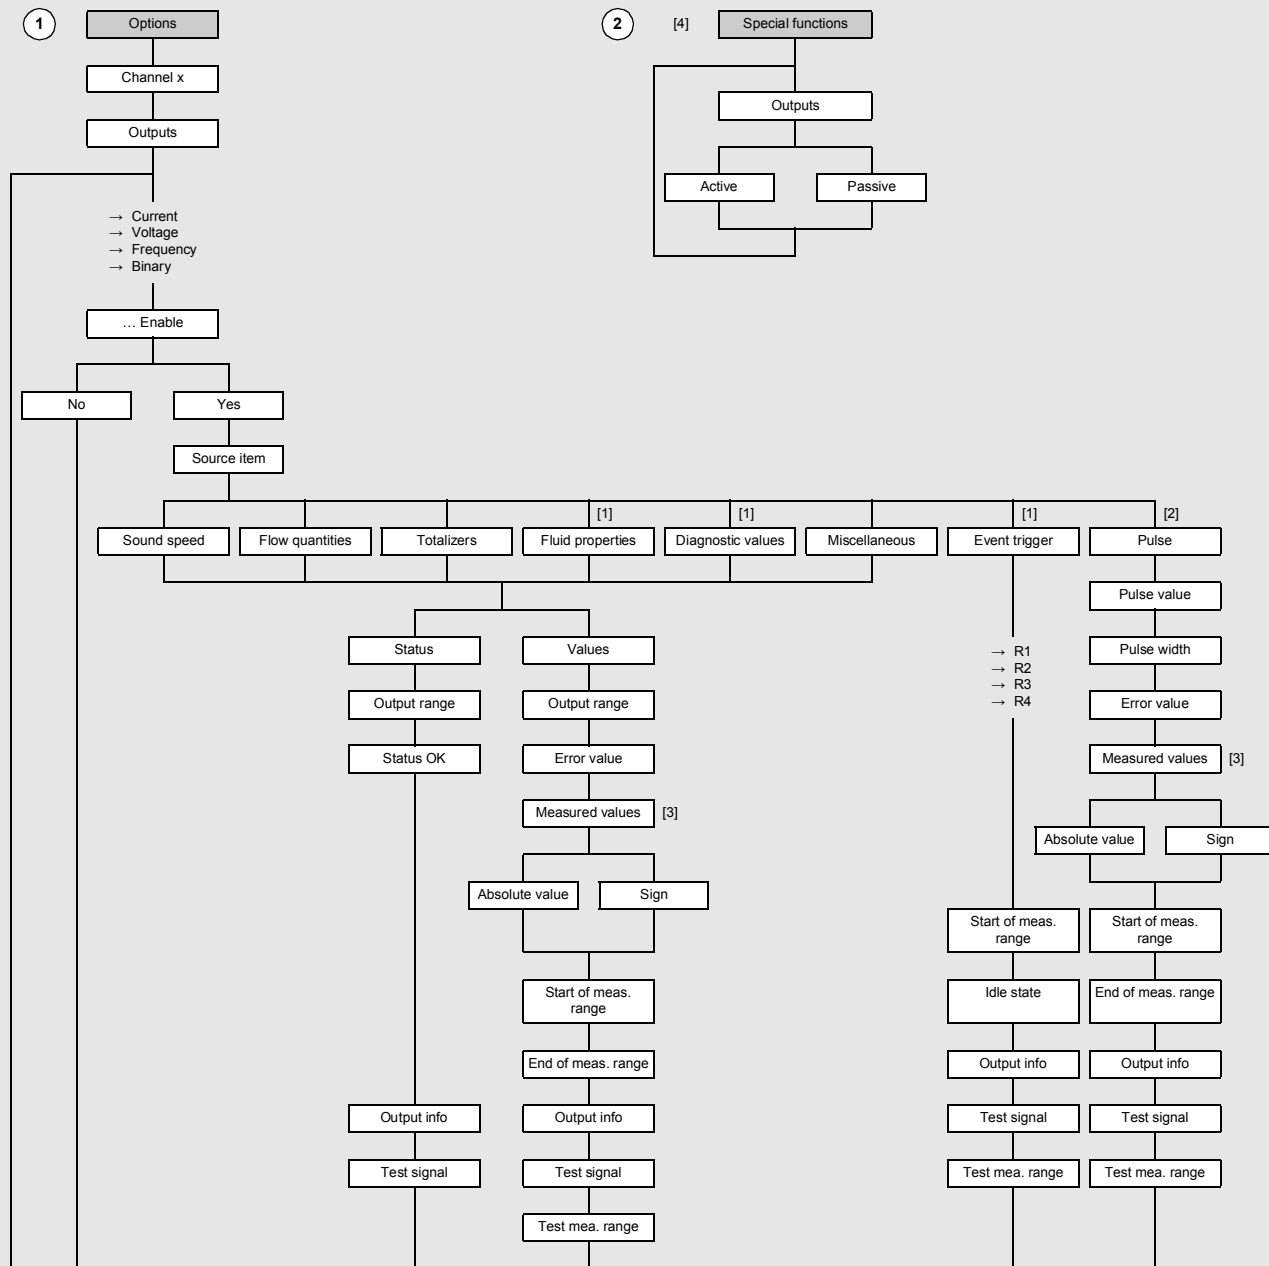 1
Options
2
[4]
Special functions
Channel x
Outputs
Outputs
Active
Passive
→ Current
→ Voltage
→ Frequency
→ Binary
... Enable
No
Yes
Source item
[1]
[1]
[1]
[2]
Sound speed
Flow quantities
Totalizers
Fluid properties
Diagnostic values
Miscellaneous
Event trigger
Pulse
Pulse value
Status
Values
→ R1
→ R2
→ R3
→ R4
Pulse width
Output range
Output range
Error value
Status OK
Error value
Measured values
[3]
Measured values
[3]
Absolute value
Sign
Absolute value
Sign
Start of meas.
range
Start of meas.
range
Start of meas.
range
Idle state
End of meas. range
End of meas. range
Output info
Output info
Output info
Output info
Test signal
Test signal
Test signal
Test signal
Test mea. range
Test mea. range
Test mea. range